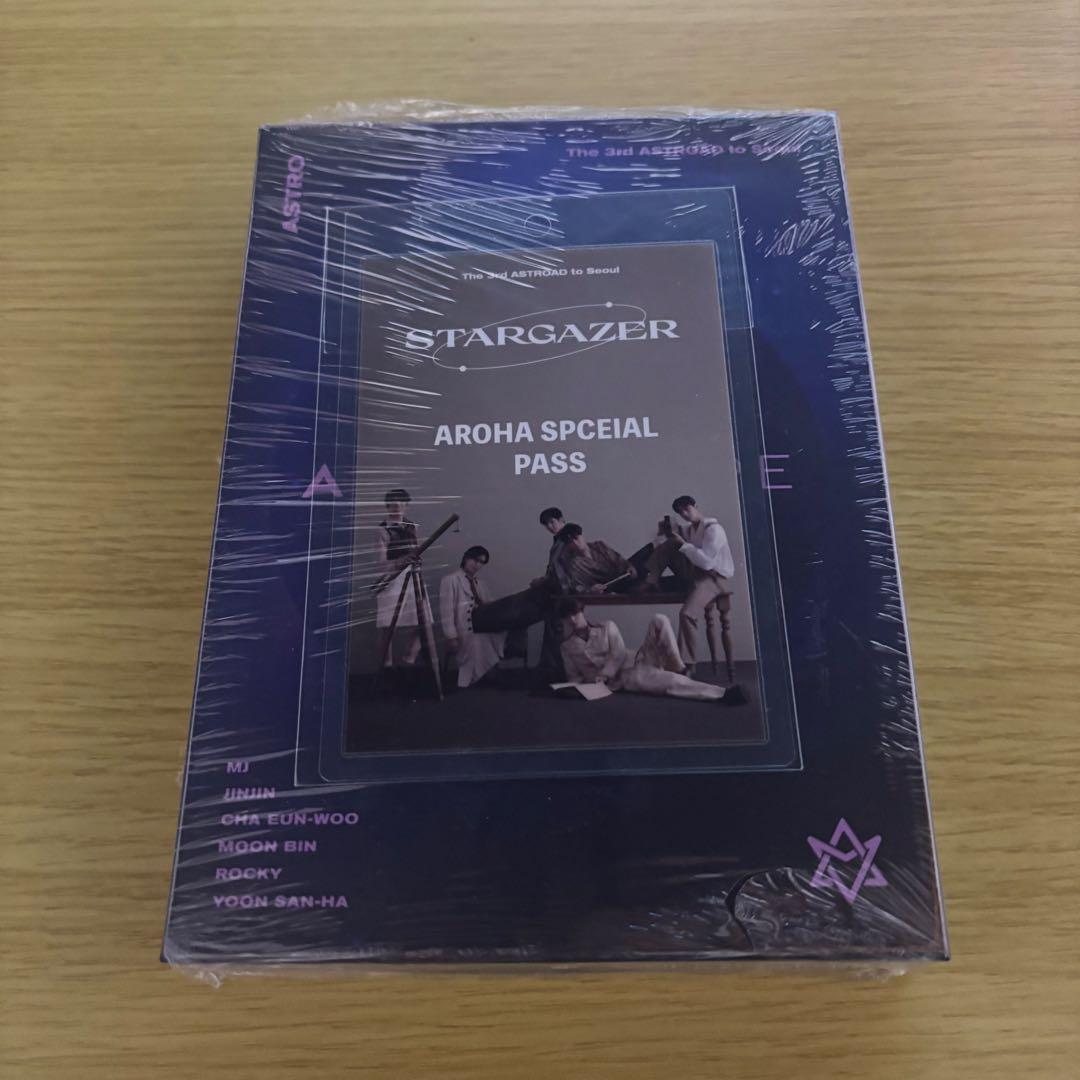 ASTRO
The 3rd ASTROAD to Seoul
The 3rd ASTROAD to Seoul
STARGAZER
AROHA SPCEIAL
PASS
A
E
MJ
JINJIN
CHA EUN-WOO
MOON BIN
ROCKY
YOON SAN-HA